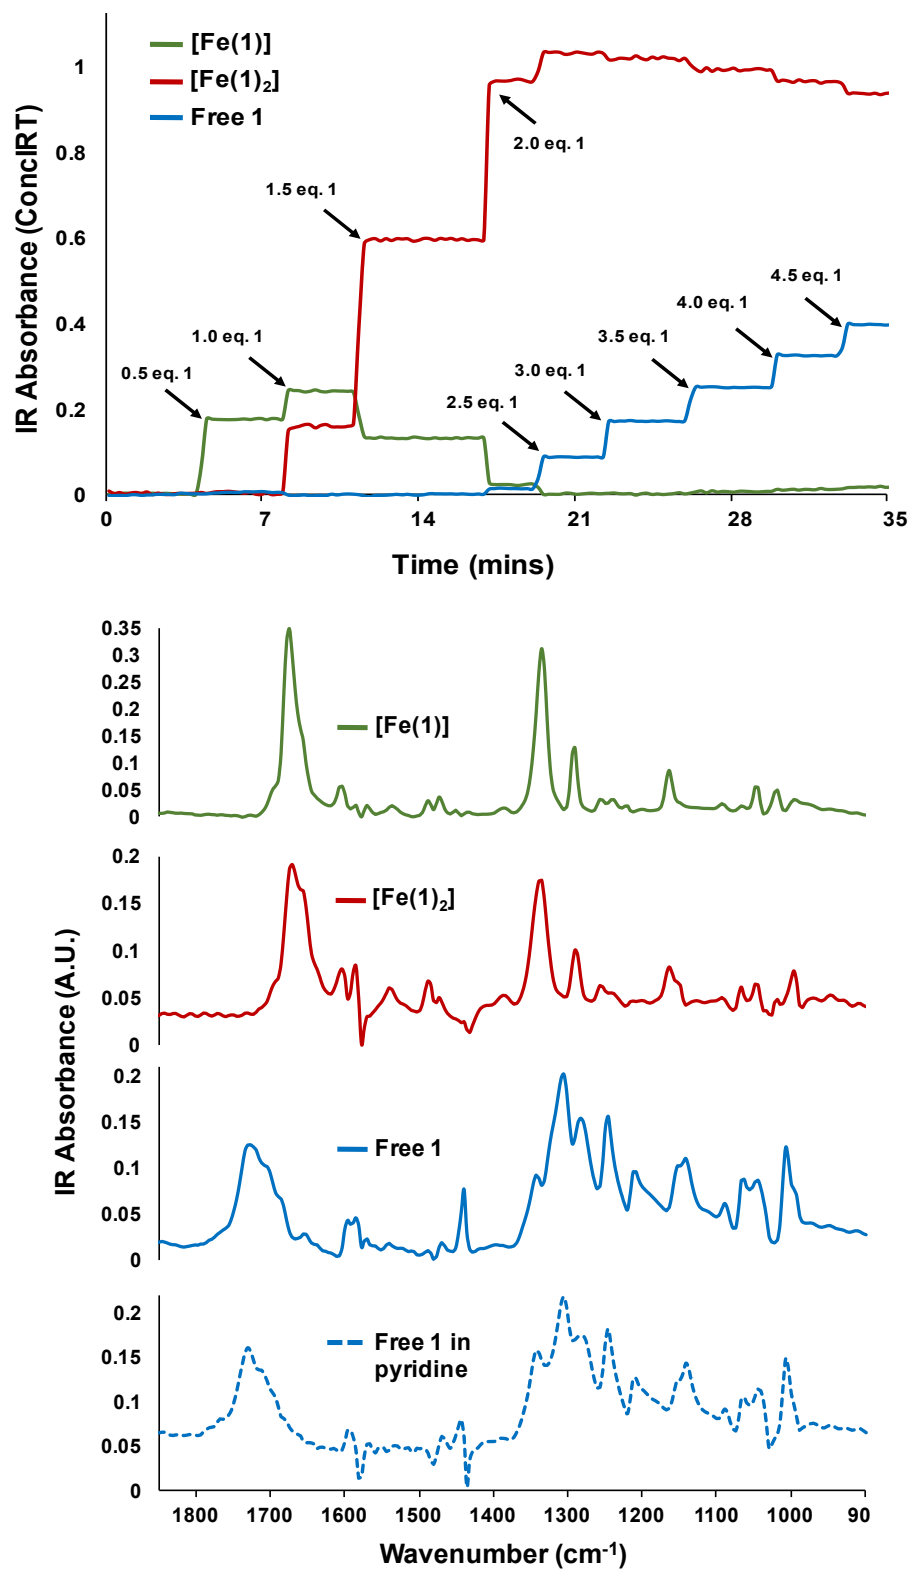 [Fe(1)]
[Fe(1)₂]
Free 1
IR Absorbance (ConcIRT)
1
0.8
0.6
0.4
0.2
0
0.5 eq. 1
1.0 eq. 1
1.5 eq. 1
2.0 eq. 1
2.5 eq. 1
3.0 eq. 1
3.5 eq. 1
4.0 eq. 1
4.5 eq. 1
0 7 14 21 28 35
Time (mins)
IR Absorbance (A.U.)
0.35
0.3
0.25
0.2
0.15
0.1
0.05
0
[Fe(1)]
0.2
0.15
0.1
0.05
0
[Fe(1)₂]
0.2
0.15
0.1
0.05
0
Free 1
0.2
0.15
0.1
0.05
0
Free 1 in
pyridine
1800 1700 1600 1500 1400 1300 1200 1100 1000 90
Wavenumber (cm⁻¹)